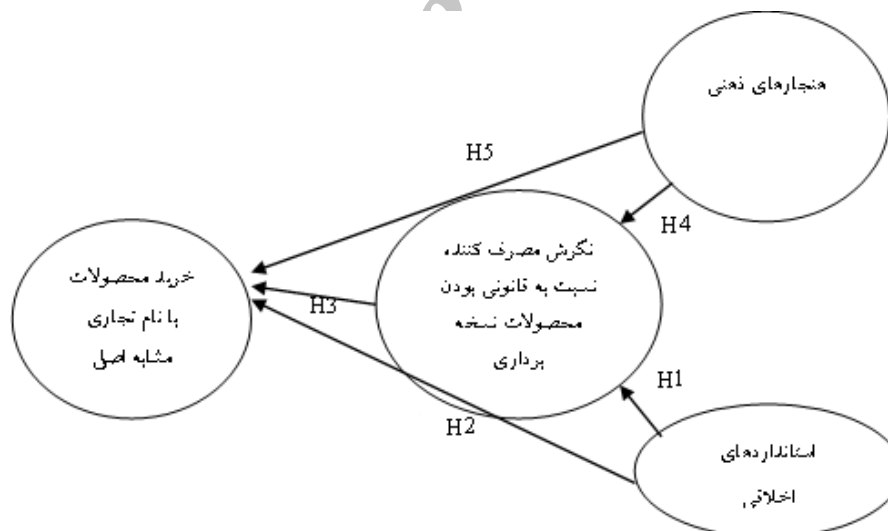 هنجارهای ذهنی
H5
H4
نگرش مصرف کننده
نسبت به قانونی بودن
محصولات نسخه
برداری
خرید محصولات
با نام تجاری
مشابه اصل
H3
H1
H2
استانداردهای
اخلاقی